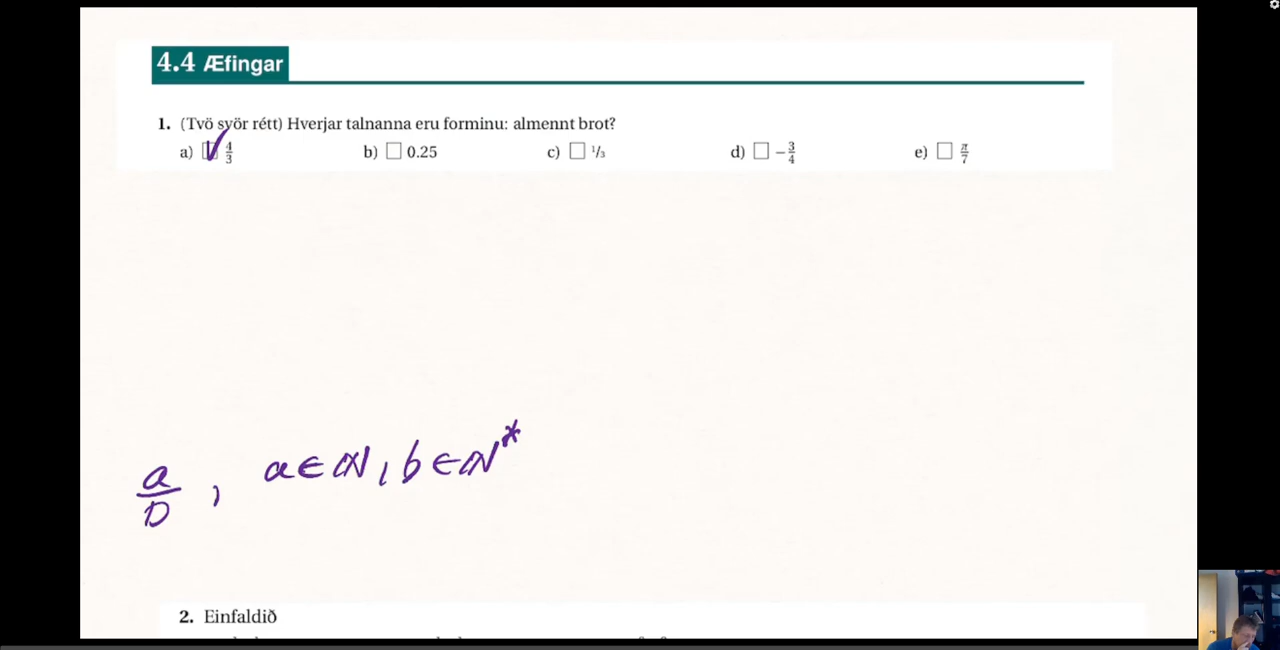 4.4 Æfingar
1. (Tvö svör rétt) Hverjar talnanna eru forminu: almennt brot?
a) 4/3 b) 0.25 c) 1/3 d) −3/4 e) π/7
a/b , a∈ℕ, b∈ℕ*
2. Einfaldið